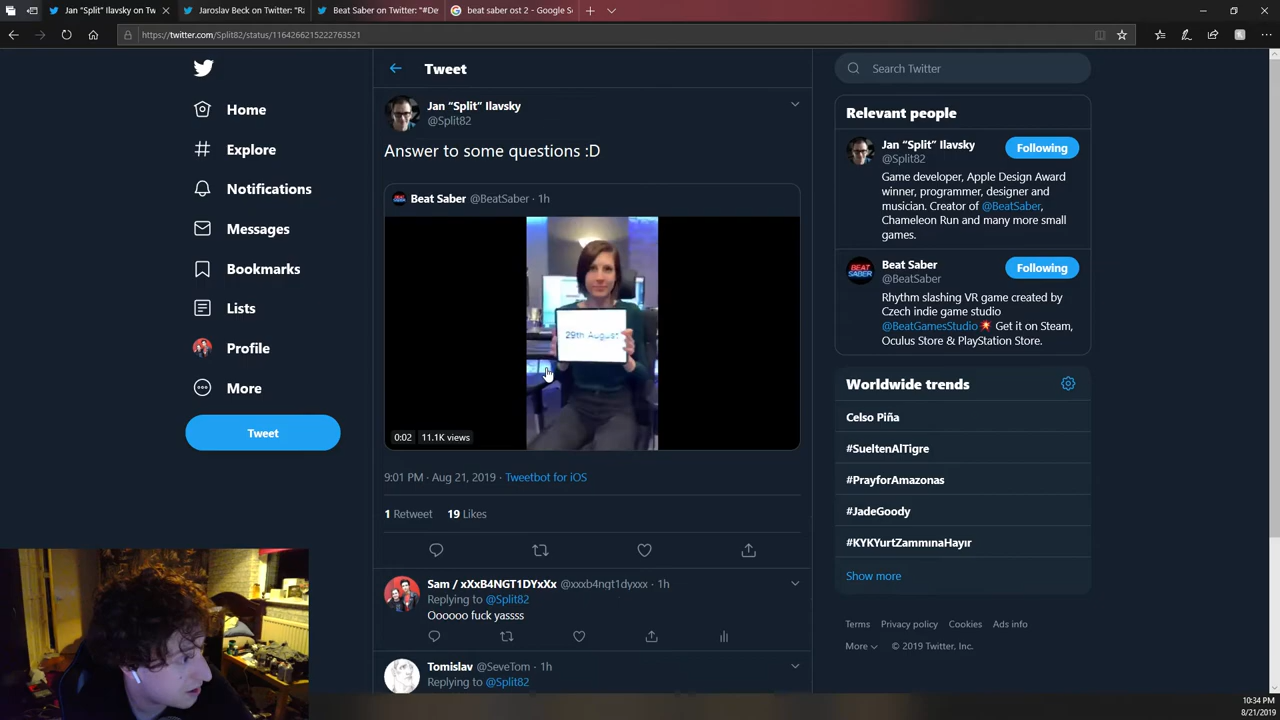 Jan "Split" Ilavsky on Tw
Jaroslav Beck on Twitter: "R
Beat Saber on Twitter: "#De
beat saber ost 2 - Google S
https://twitter.com/Split82/status/1164266215222763521
Home
Explore
Notifications
Messages
Bookmarks
Lists
Profile
More
Tweet
Tweet
Jan “Split” Ilavsky
@Split82
Answer to some questions :D
Beat Saber @BeatSaber · 1h
29th August
0:02 11.1K views
9:01 PM · Aug 21, 2019 · Tweetbot for iOS
1 Retweet 19 Likes
Sam / xXxB4NGT1DYxXx @xxxb4ngt1dyxxx · 1h
Replying to @Split82
Oooooo fuck yassss
Tomislav @SeveTom · 1h
Replying to @Split82
Search Twitter
Relevant people
Jan “Split” Ilavsky
@Split82
Following
Game developer, Apple Design Award
winner, programmer, designer and
musician. Creator of @BeatSaber,
Chameleon Run and many more small
games.
Beat Saber
@BeatSaber
Following
Rhythm slashing VR game created by
Czech indie game studio
@BeatGamesStudio 💥 Get it on Steam,
Oculus Store & PlayStation Store.
Worldwide trends
Celso Piña
#SueltenAlTigre
#PrayforAmazonas
#JadeGoody
#KYKYurtZammınaHayır
Show more
Terms Privacy policy Cookies Ads info
More © 2019 Twitter, Inc.
10:34 PM
8/21/2019